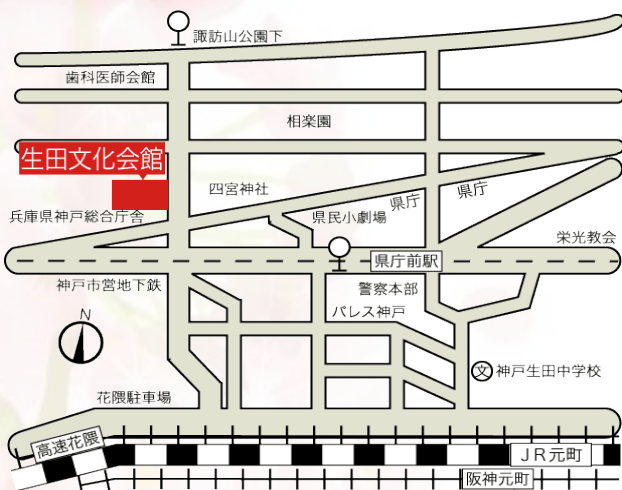 諏訪山公園下
歯科医師会館
相楽園
生田文化会館
四宮神社
県庁
県庁
兵庫県神戸総合庁舎
県民小劇場
栄光教会
県庁前駅
神戸市営地下鉄
警察本部
パレス神戸
N
文
神戸生田中学校
花隈駐車場
高速花隈
JR元町
阪神元町